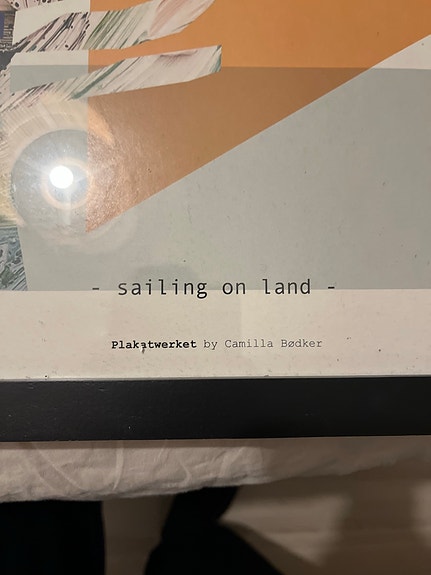 - sailing on land -
Plakatwerket by Camilla Bødker